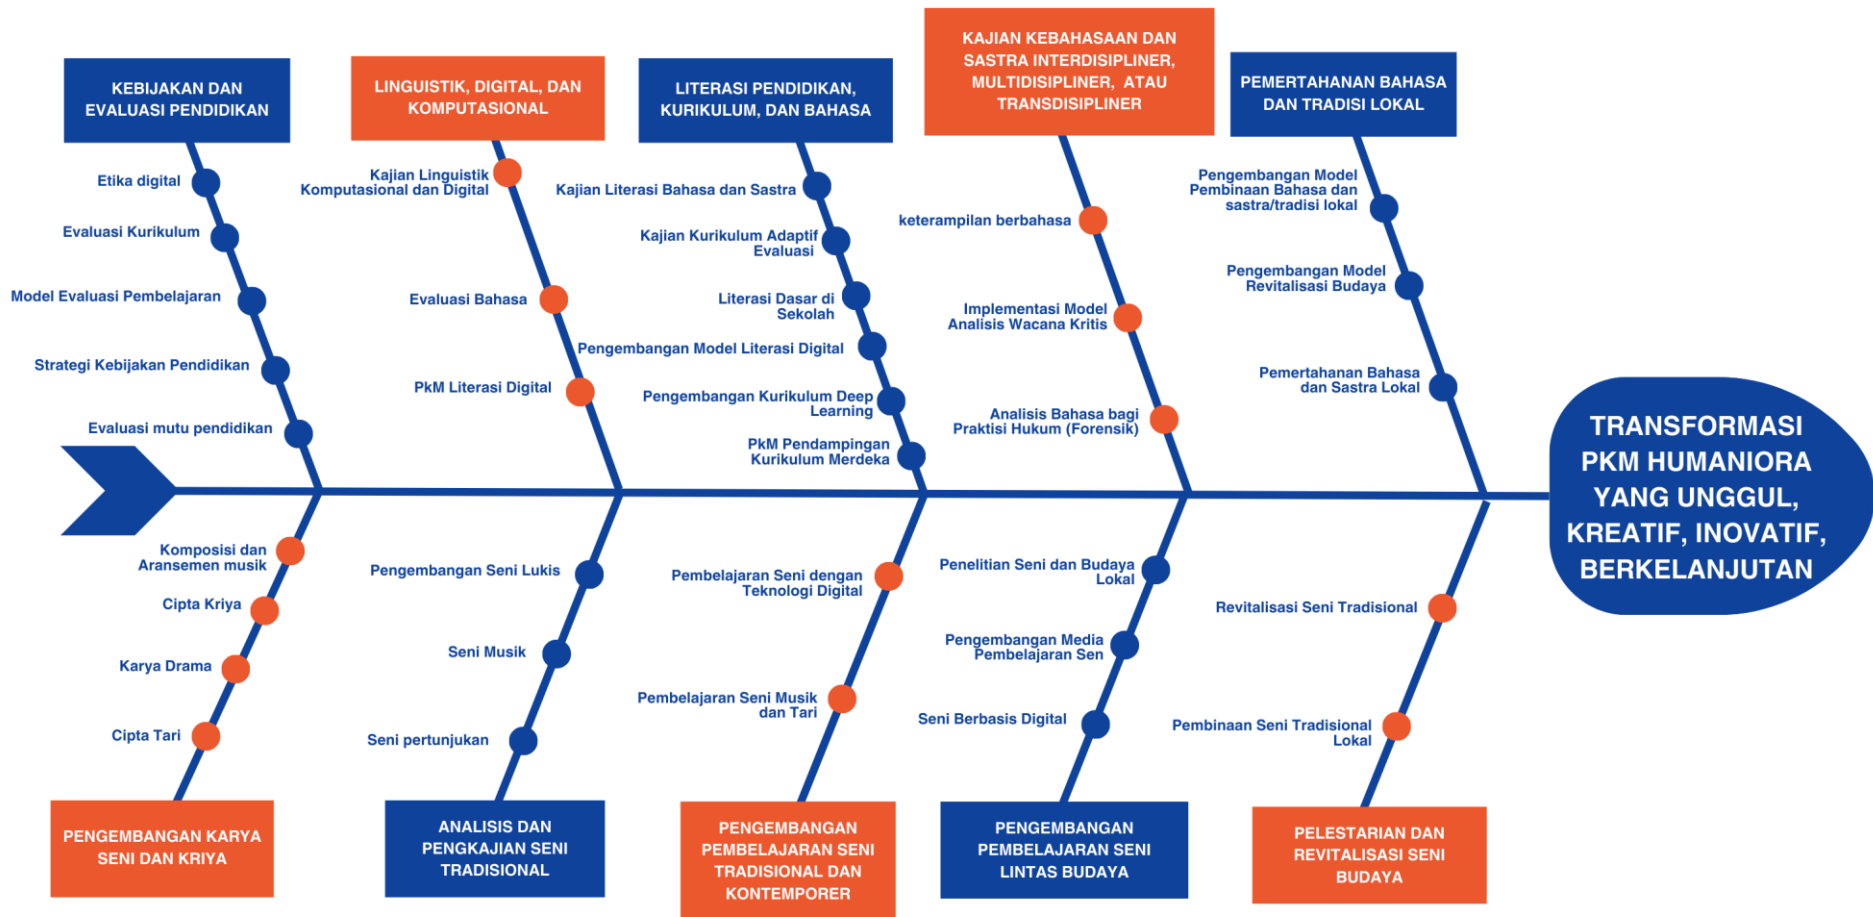 KEBIJAKAN DAN
EVALUASI PENDIDIKAN
Etika digital
Evaluasi Kurikulum
Model Evaluasi Pembelajaran
Strategi Kebijakan Pendidikan
Evaluasi mutu pendidikan
LINGUISTIK, DIGITAL, DAN
KOMPUTASIONAL
Kajian Linguistik
Komputasional dan Digital
Evaluasi Bahasa
PkM Literasi Digital
LITERASI PENDIDIKAN,
KURIKULUM, DAN BAHASA
Kajian Literasi Bahasa dan Sastra
Kajian Kurikulum Adaptif
Evaluasi
Literasi Dasar di
Sekolah
Pengembangan Model Literasi Digital
Pengembangan Kurikulum Deep
Learning
PkM Pendampingan
Kurikulum Merdeka
KAJIAN KEBAHASAAN DAN
SASTRA INTERDISIPLINER,
MULTIDISIPLINER, ATAU
TRANSDISIPLINER
keterampilan berbahasa
Implementasi Model
Analisis Wacana Kritis
Analisis Bahasa bagi
Praktisi Hukum (Forensik)
PEMERTAHANAN BAHASA
DAN TRADISI LOKAL
Pengembangan Model
Pembinaan Bahasa dan
sastra/tradisi lokal
Pengembangan Model
Revitalisasi Budaya
Pemertahanan Bahasa
dan Sastra Lokal
TRANSFORMASI
PKM HUMANIORA
YANG UNGGUL,
KREATIF, INOVATIF,
BERKELANJUTAN
Komposisi dan
Aransemen musik
Cipta Kriya
Karya Drama
Cipta Tari
PENGEMBANGAN KARYA
SENI DAN KRIYA
Pengembangan Seni Lukis
Seni Musik
Seni pertunjukan
ANALISIS DAN
PENGKAJIAN SENI
TRADISIONAL
Pembelajaran Seni dengan
Teknologi Digital
Pembelajaran Seni Musik
dan Tari
PENGEMBANGAN
PEMBELAJARAN SENI
TRADISIONAL DAN
KONTEMPORER
Penelitian Seni dan Budaya
Lokal
Pengembangan Media
Pembelajaran Sen
Seni Berbasis Digital
PENGEMBANGAN
PEMBELAJARAN SENI
LINTAS BUDAYA
Revitalisasi Seni Tradisional
Pembinaan Seni Tradisional
Lokal
PELESTARIAN DAN
REVITALISASI SENI
BUDAYA